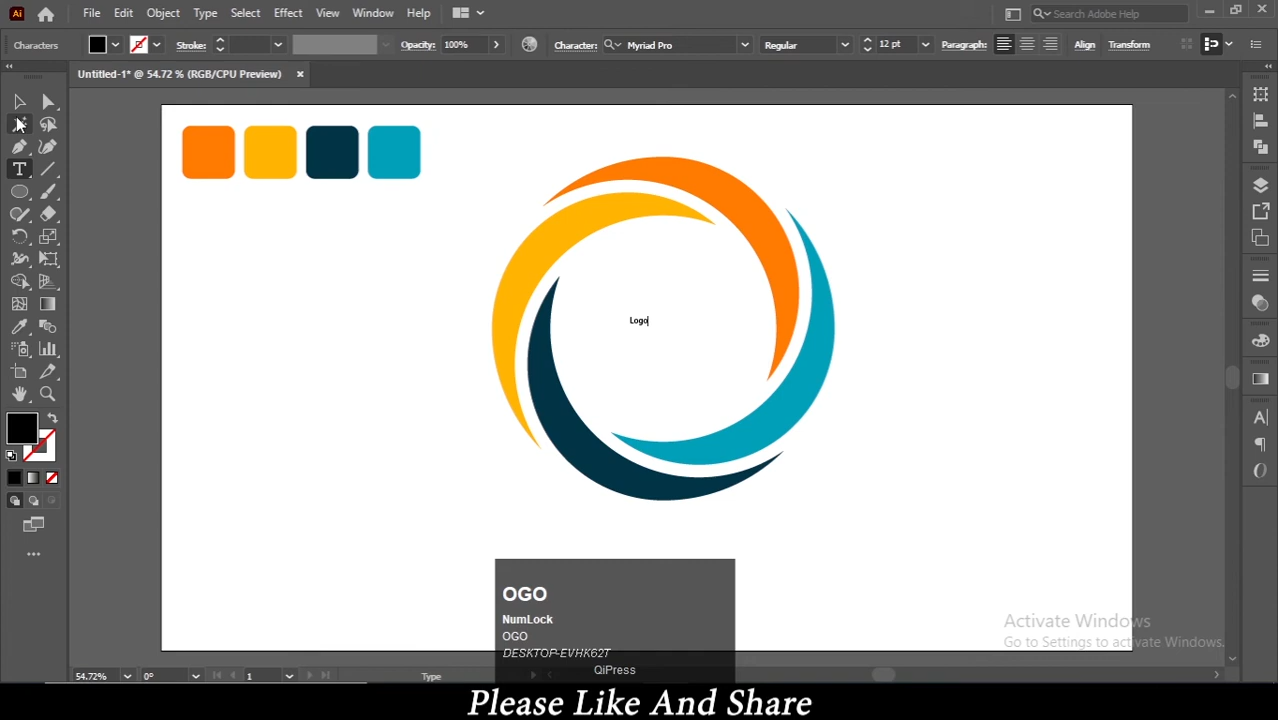 Ai File Edit Object Type Select Effect View Window Help Search Adobe Help
Characters Stroke: Opacity: 100% Character: Myriad Pro Regular 12 pt Paragraph: Align Transform
Untitled-1* @ 54.72 % (RGB/CPU Preview) ×
Logo
OGO
NumLock
OGO
DESKTOP-EVHK62T
QiPress
Activate Windows
Go to Settings to activate Windows.
54.72% 0° 1 Type
Please Like And Share